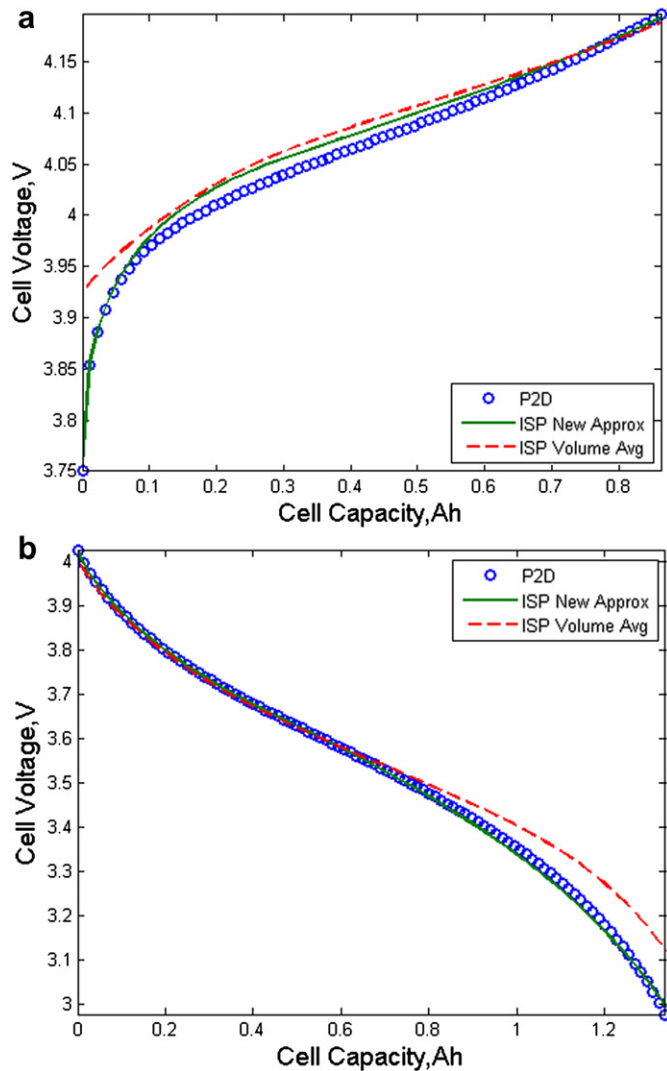 a
4.15
4.1
4.05
4
3.95
3.9
3.85
3.8
3.75
Cell Voltage,V
P2D
ISP New Approx
ISP Volume Avg
0 0.1 0.2 0.3 0.4 0.5 0.6 0.7 0.8
Cell Capacity,Ah
b
4
3.9
3.8
3.7
3.6
3.5
3.4
3.3
3.2
3.1
3
Cell Voltage,V
P2D
ISP New Approx
ISP Volume Avg
0 0.2 0.4 0.6 0.8 1 1.2
Cell Capacity,Ah